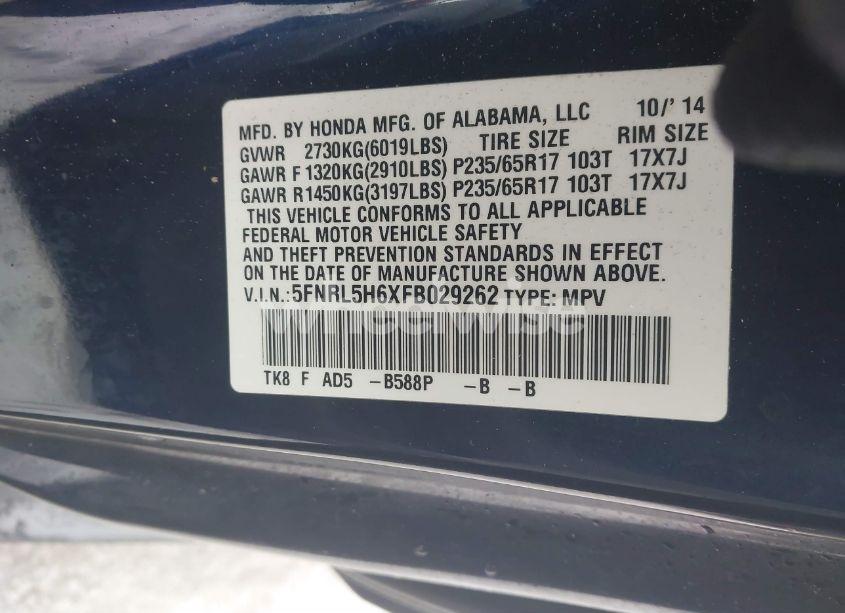 MFD. BY HONDA MFG. OF ALABAMA, LLC 10/' 14
GVWR 2730KG(6019LBS) TIRE SIZE RIM SIZE
GAWR F 1320KG(2910LBS) P235/65R17 103T 17X7J
GAWR R1450KG(3197LBS) P235/65R17 103T 17X7J
THIS VEHICLE CONFORMS TO ALL APPLICABLE
FEDERAL MOTOR VEHICLE SAFETY
AND THEFT PREVENTION STANDARDS IN EFFECT
ON THE DATE OF MANUFACTURE SHOWN ABOVE.
V.I.N.:5FNRL5H6XFB029262 TYPE: MPV
wheelwise
TK8 F AD5 -B588P -B -B